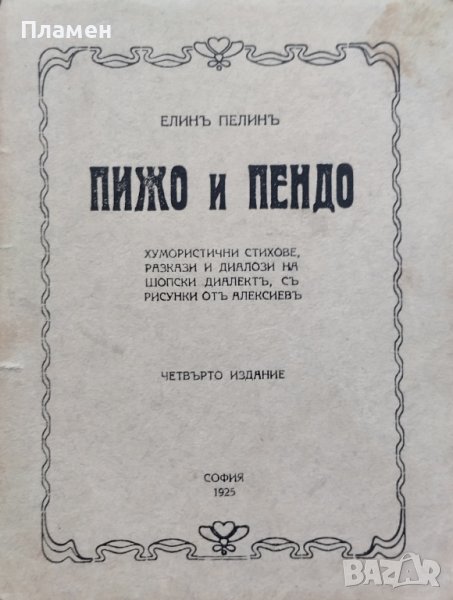 Пламен
ЕЛИНЪ ПЕЛИНЪ
ПИЖО и ПЕНДО
ХУМОРИСТИЧНИ СТИХОВЕ,
РАЗКАЗИ И ДИАЛОЗИ НА
ШОПСКИ ДИАЛЕКТЪ, СЪ
РИСУНКИ ОТЪ АЛЕКСИЕВЪ
ЧЕТВЪРТО ИЗДАНИЕ
СОФИЯ
1925
BAZAR